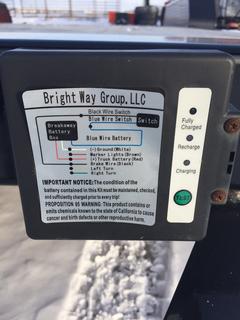 Bright Way Group.LLC
Black Wire Switch
Blue Wire Switch
Switch
Breakaway
Battery
Box
Blue Wire Battery
(-) Ground (White)
Marker Lights (Brown)
(+) Truck Battery (Red)
Brake Wire (Black)
Left Turn
Right Turn
IMPORTANT NOTICE: The condition of the
battery contained in this Kit must be maintained, checked,
and sufficiently charged prior to every trip!
PROPOSITION 65 WARNING: This product contains or
emits chemicals known to the state of California to cause
cancer and birth defects or other reproductive harm.
Fully
Charged
Recharge
Charging
TEST